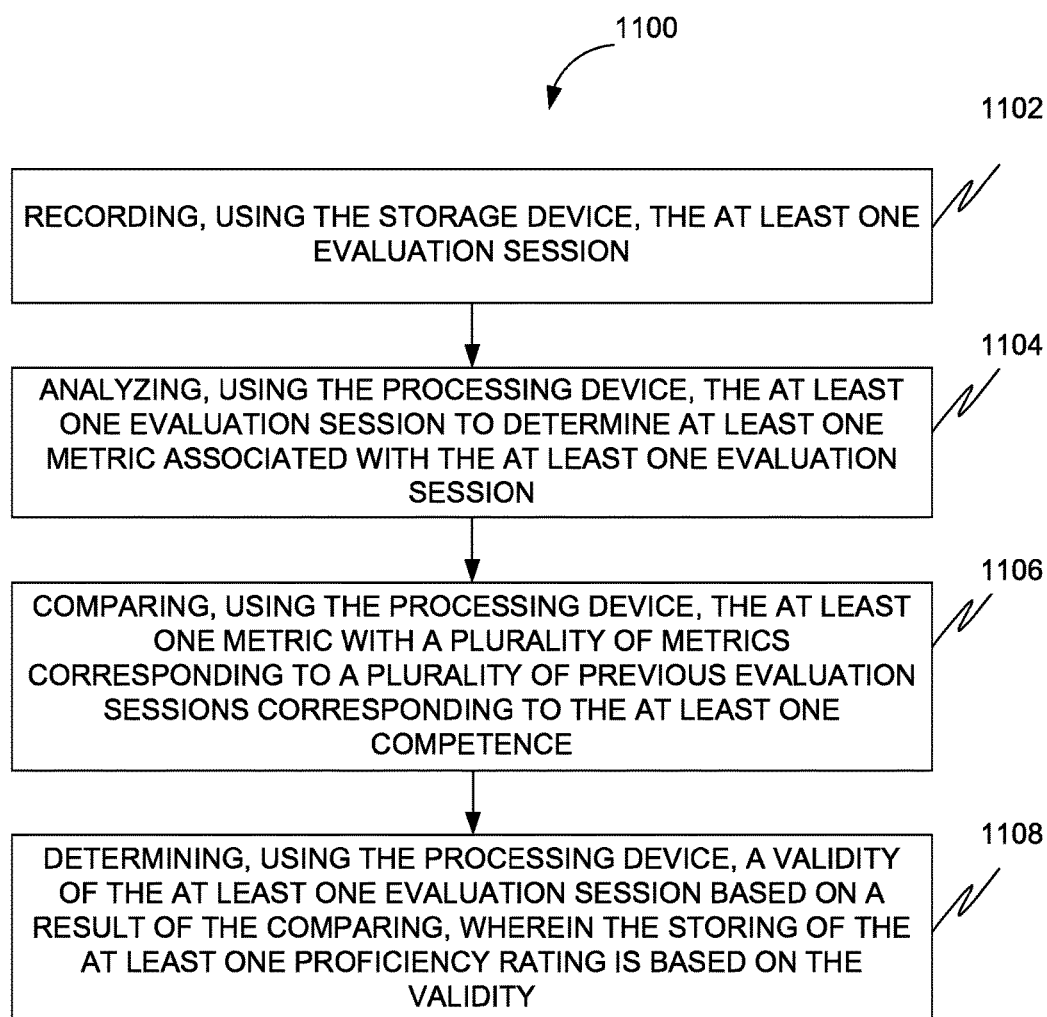 1100
1102
RECORDING, USING THE STORAGE DEVICE, THE AT LEAST ONE
EVALUATION SESSION
1104
ANALYZING, USING THE PROCESSING DEVICE, THE AT LEAST
ONE EVALUATION SESSION TO DETERMINE AT LEAST ONE
METRIC ASSOCIATED WITH THE AT LEAST ONE EVALUATION
SESSION
1106
COMPARING, USING THE PROCESSING DEVICE, THE AT LEAST
ONE METRIC WITH A PLURALITY OF METRICS
CORRESPONDING TO A PLURALITY OF PREVIOUS EVALUATION
SESSIONS CORRESPONDING TO THE AT LEAST ONE
COMPETENCE
1108
DETERMINING, USING THE PROCESSING DEVICE, A VALIDITY
OF THE AT LEAST ONE EVALUATION SESSION BASED ON A
RESULT OF THE COMPARING, WHEREIN THE STORING OF THE
AT LEAST ONE PROFICIENCY RATING IS BASED ON THE
VALIDITY